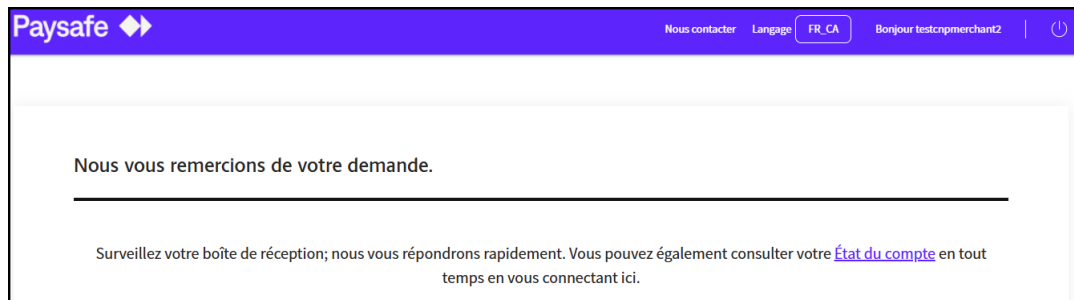 Paysafe
Nous contacter Langage FR_CA Bonjour testcnpmerchant2
Nous vous remercions de votre demande.
Surveillez votre boîte de réception; nous vous répondrons rapidement. Vous pouvez également consulter votre État du compte en tout
temps en vous connectant ici.